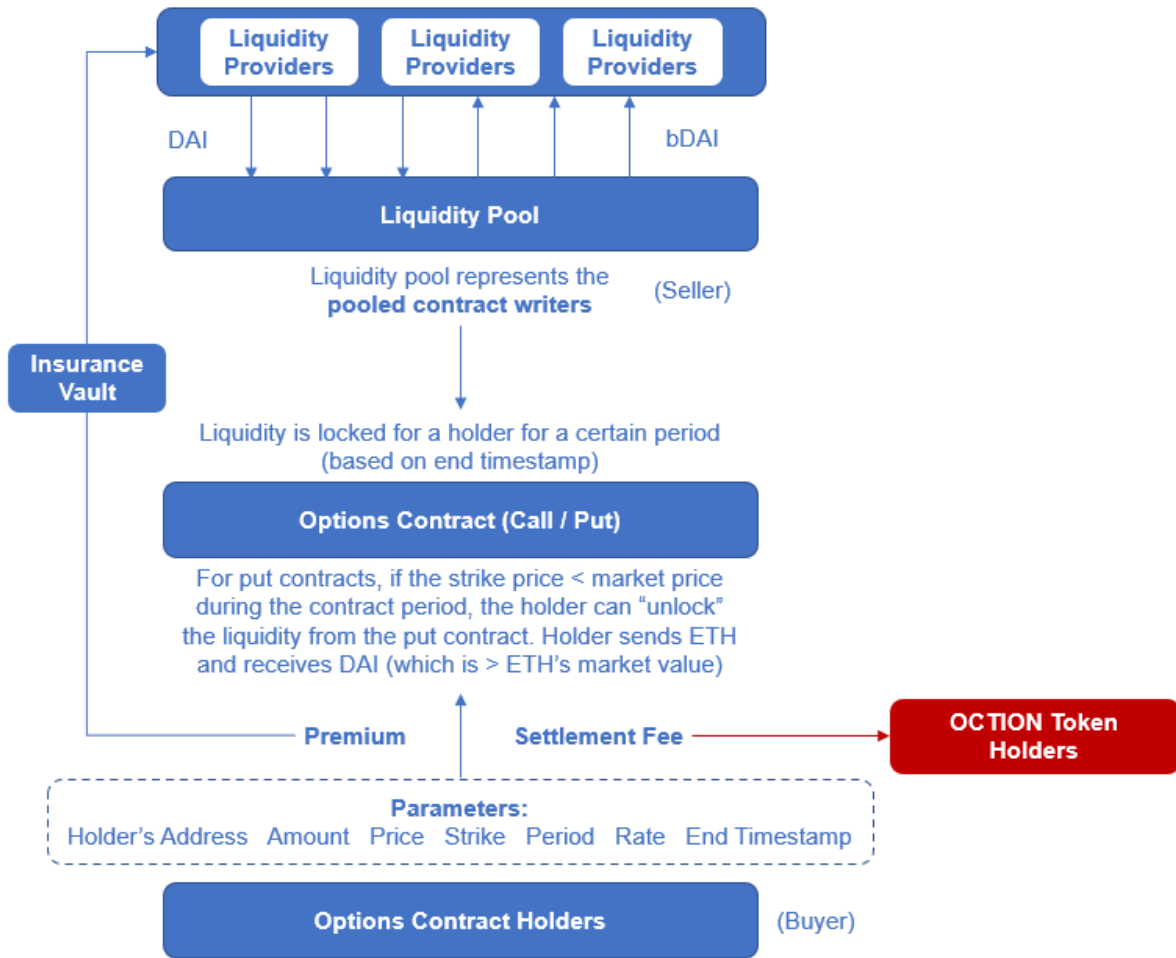 Liquidity Providers
Liquidity Providers
Liquidity Providers
DAI
bDAI
Liquidity Pool
Liquidity pool represents the
pooled contract writers
(Seller)
Insurance
Vault
Liquidity is locked for a holder for a certain period
(based on end timestamp)
Options Contract (Call / Put)
For put contracts, if the strike price < market price
during the contract period, the holder can “unlock”
the liquidity from the put contract. Holder sends ETH
and receives DAI (which is > ETH’s market value)
Premium
Settlement Fee
OCTION Token
Holders
Parameters:
Holder’s Address Amount Price Strike Period Rate End Timestamp
Options Contract Holders
(Buyer)